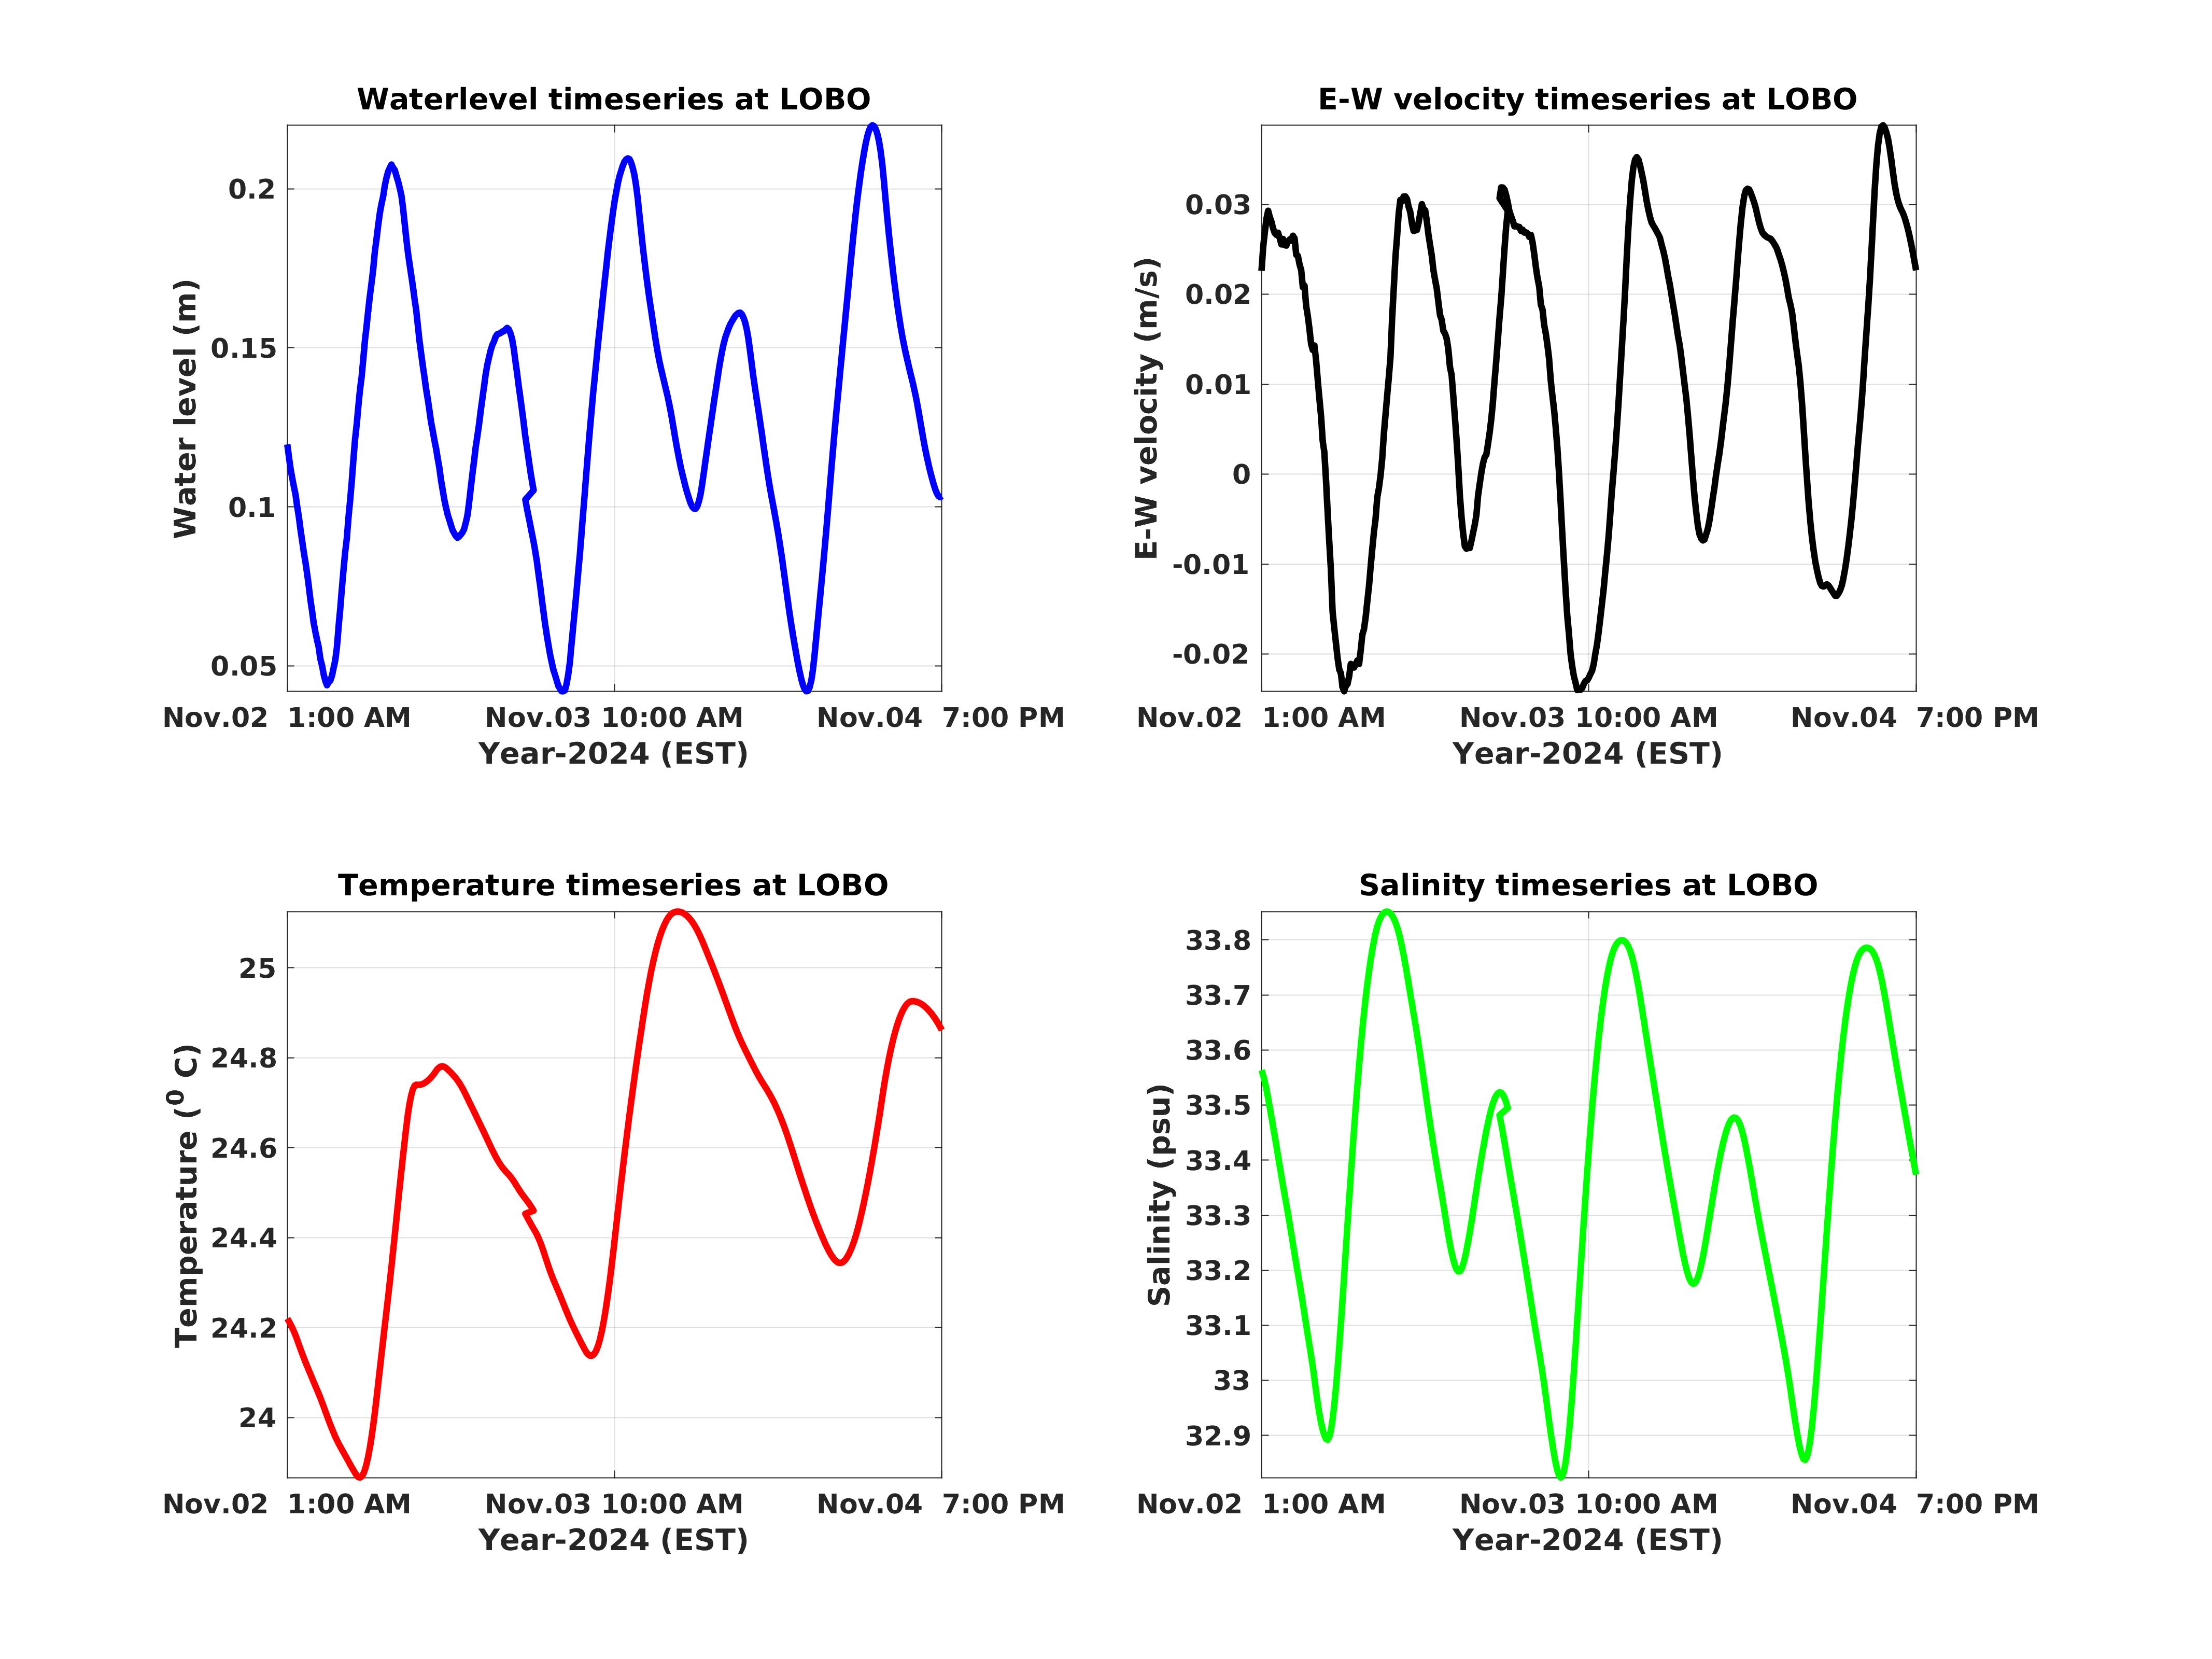 Waterlevel timeseries at LOBO
Water level (m)
0.2
0.15
0.1
0.05
Nov.02 1:00 AM Nov.03 10:00 AM Nov.04 7:00 PM
Year-2024 (EST)
E-W velocity timeseries at LOBO
E-W velocity (m/s)
0.03
0.02
0.01
0
-0.01
-0.02
Nov.02 1:00 AM Nov.03 10:00 AM Nov.04 7:00 PM
Year-2024 (EST)
Temperature timeseries at LOBO
Temperature (⁰ C)
25
24.8
24.6
24.4
24.2
24
Nov.02 1:00 AM Nov.03 10:00 AM Nov.04 7:00 PM
Year-2024 (EST)
Salinity timeseries at LOBO
Salinity (psu)
33.8
33.7
33.6
33.5
33.4
33.3
33.2
33.1
33
32.9
Nov.02 1:00 AM Nov.03 10:00 AM Nov.04 7:00 PM
Year-2024 (EST)